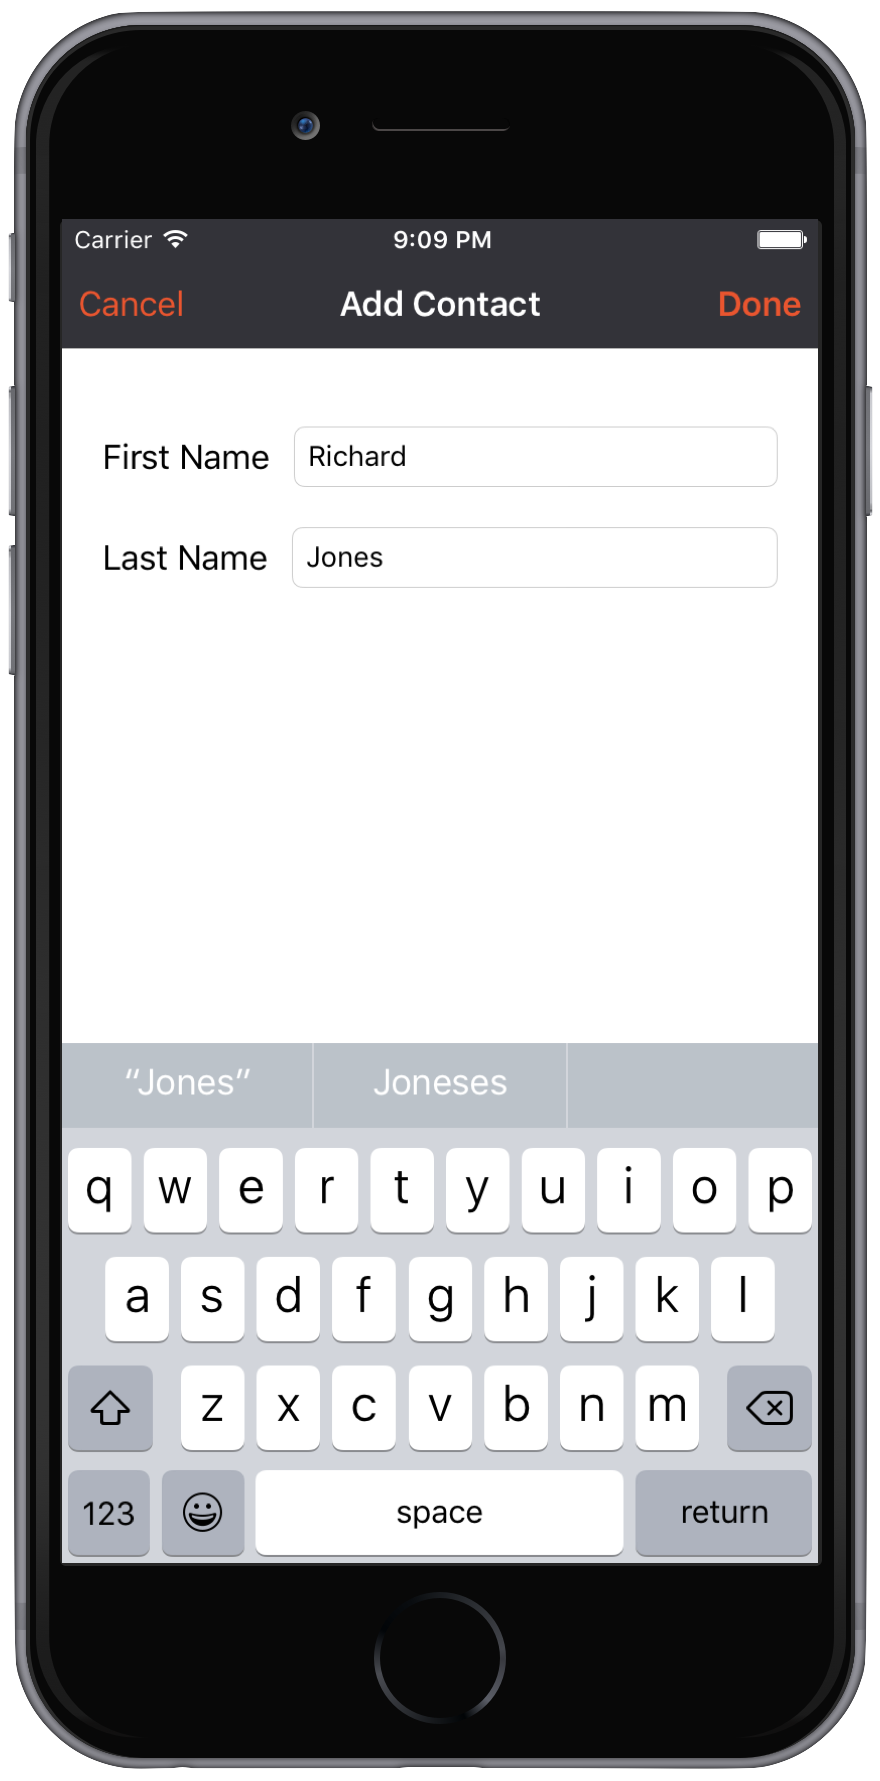 Carrier 9:09 PM
Cancel Add Contact Done
First Name Richard
Last Name Jones
“Jones” Joneses
q w e r t y u i o p
a s d f g h j k l
z x c v b n m
123 space return